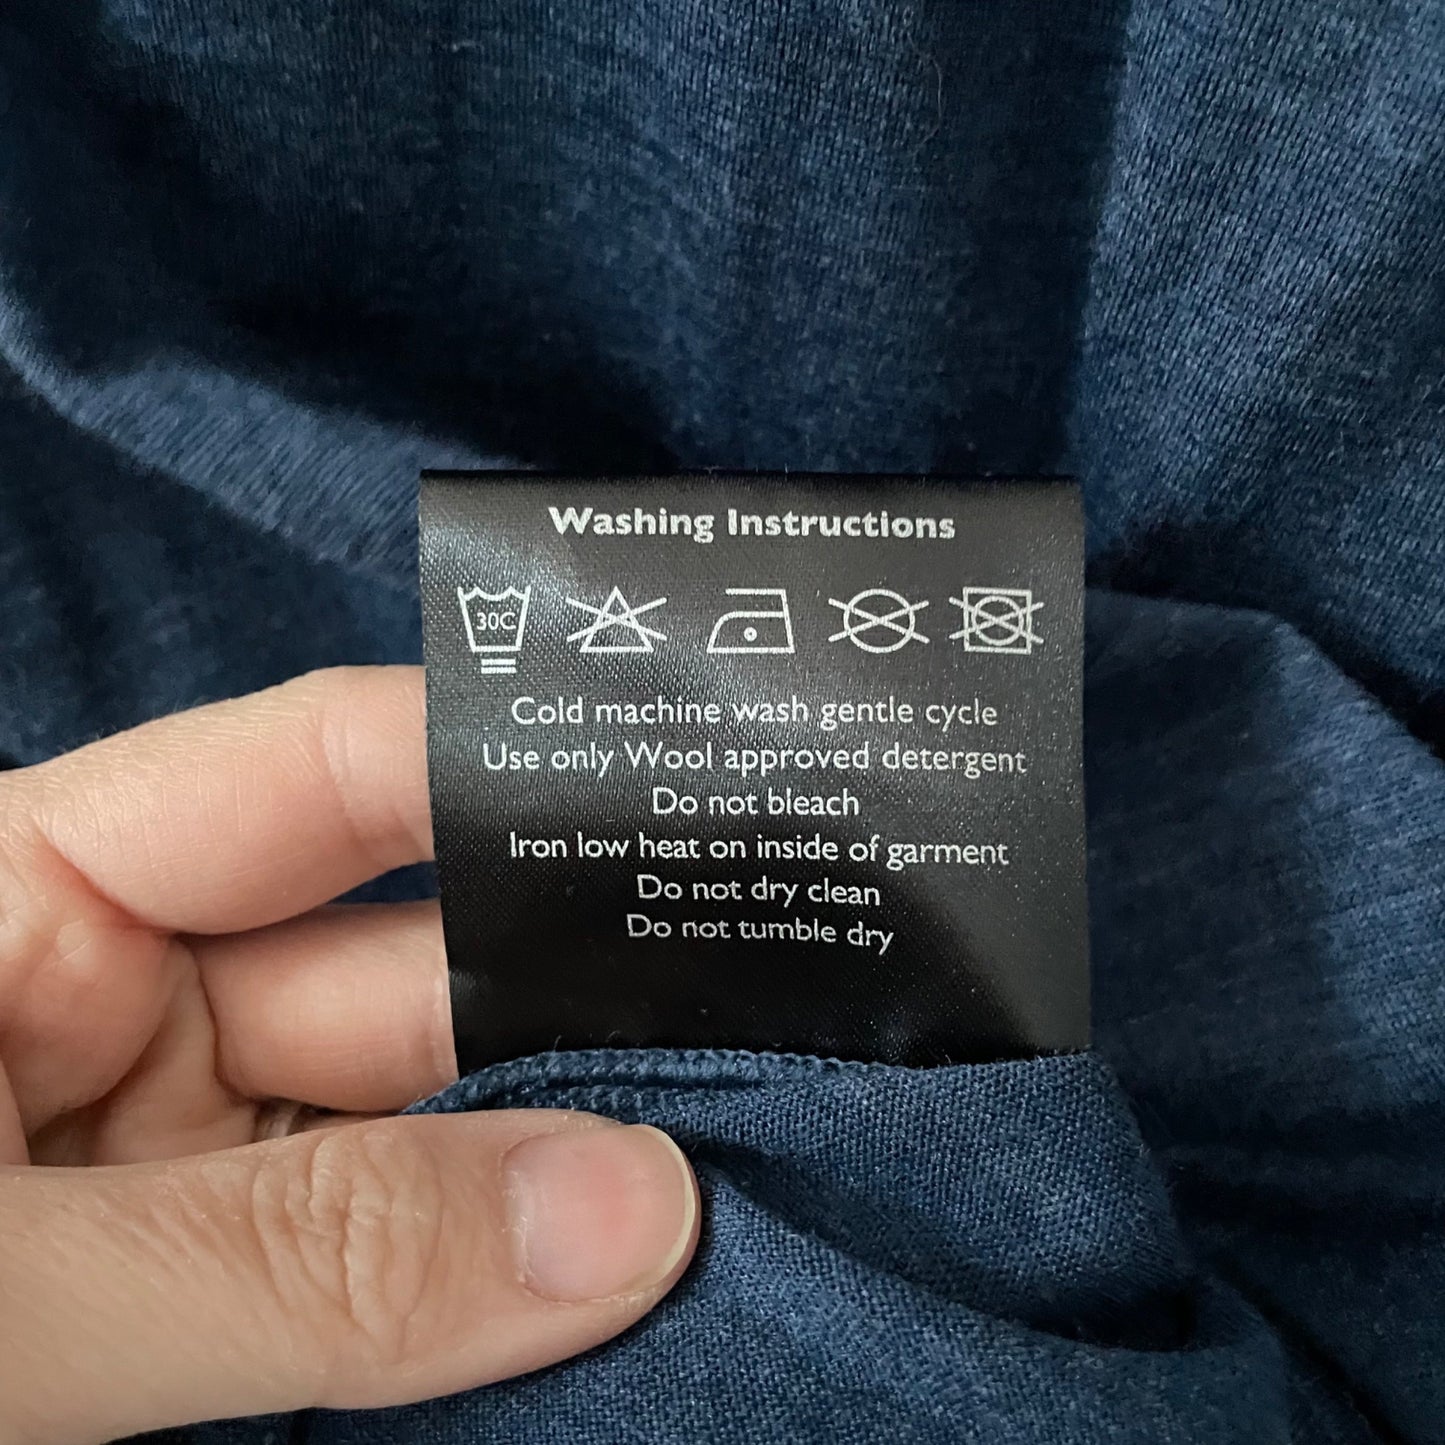 Washing Instructions
30C
Cold machine wash gentle cycle
Use only Wool approved detergent
Do not bleach
Iron low heat on inside of garment
Do not dry clean
Do not tumble dry